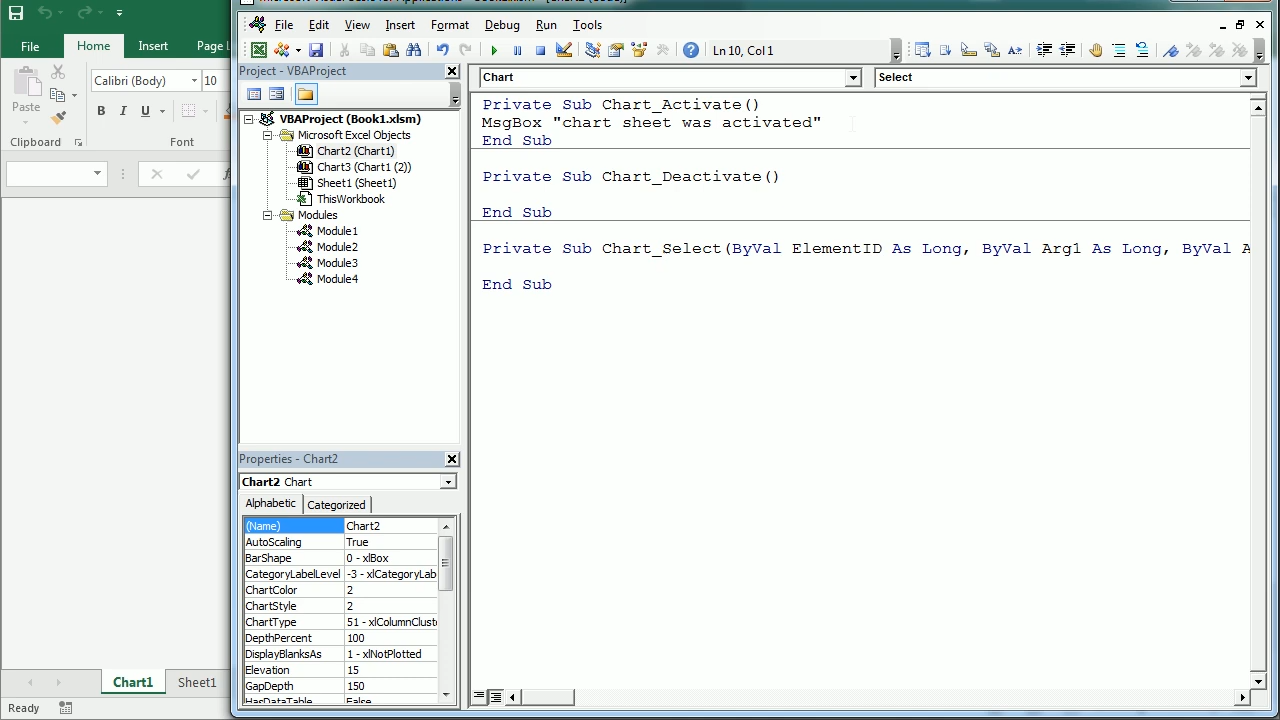 File Edit View Insert Format Debug Run Tools
File Home Insert Page L
Ln 10, Col 1
Project - VBAProject
Calibri (Body) 10
Chart Select
Paste
B I U
Clipboard Font
VBAProject (Book1.xlsm)
Microsoft Excel Objects
Chart2 (Chart1)
Chart3 (Chart1 (2))
Sheet1 (Sheet1)
ThisWorkbook
Modules
Module1
Module2
Module3
Module4
Private Sub Chart_Activate()
MsgBox "chart sheet was activated"
End Sub
Private Sub Chart_Deactivate()
End Sub
Private Sub Chart_Select(ByVal ElementID As Long, ByVal Arg1 As Long, ByVal A
End Sub
Properties - Chart2
Chart2 Chart
Alphabetic Categorized
(Name) Chart2
AutoScaling True
BarShape 0 - xlBox
CategoryLabelLevel -3 - xlCategoryLab
ChartColor 2
ChartStyle 2
ChartType 51 - xlColumnCluste
DepthPercent 100
DisplayBlanksAs 1 - xlNotPlotted
Elevation 15
GapDepth 150
HasDataTable False
Chart1 Sheet1
Ready